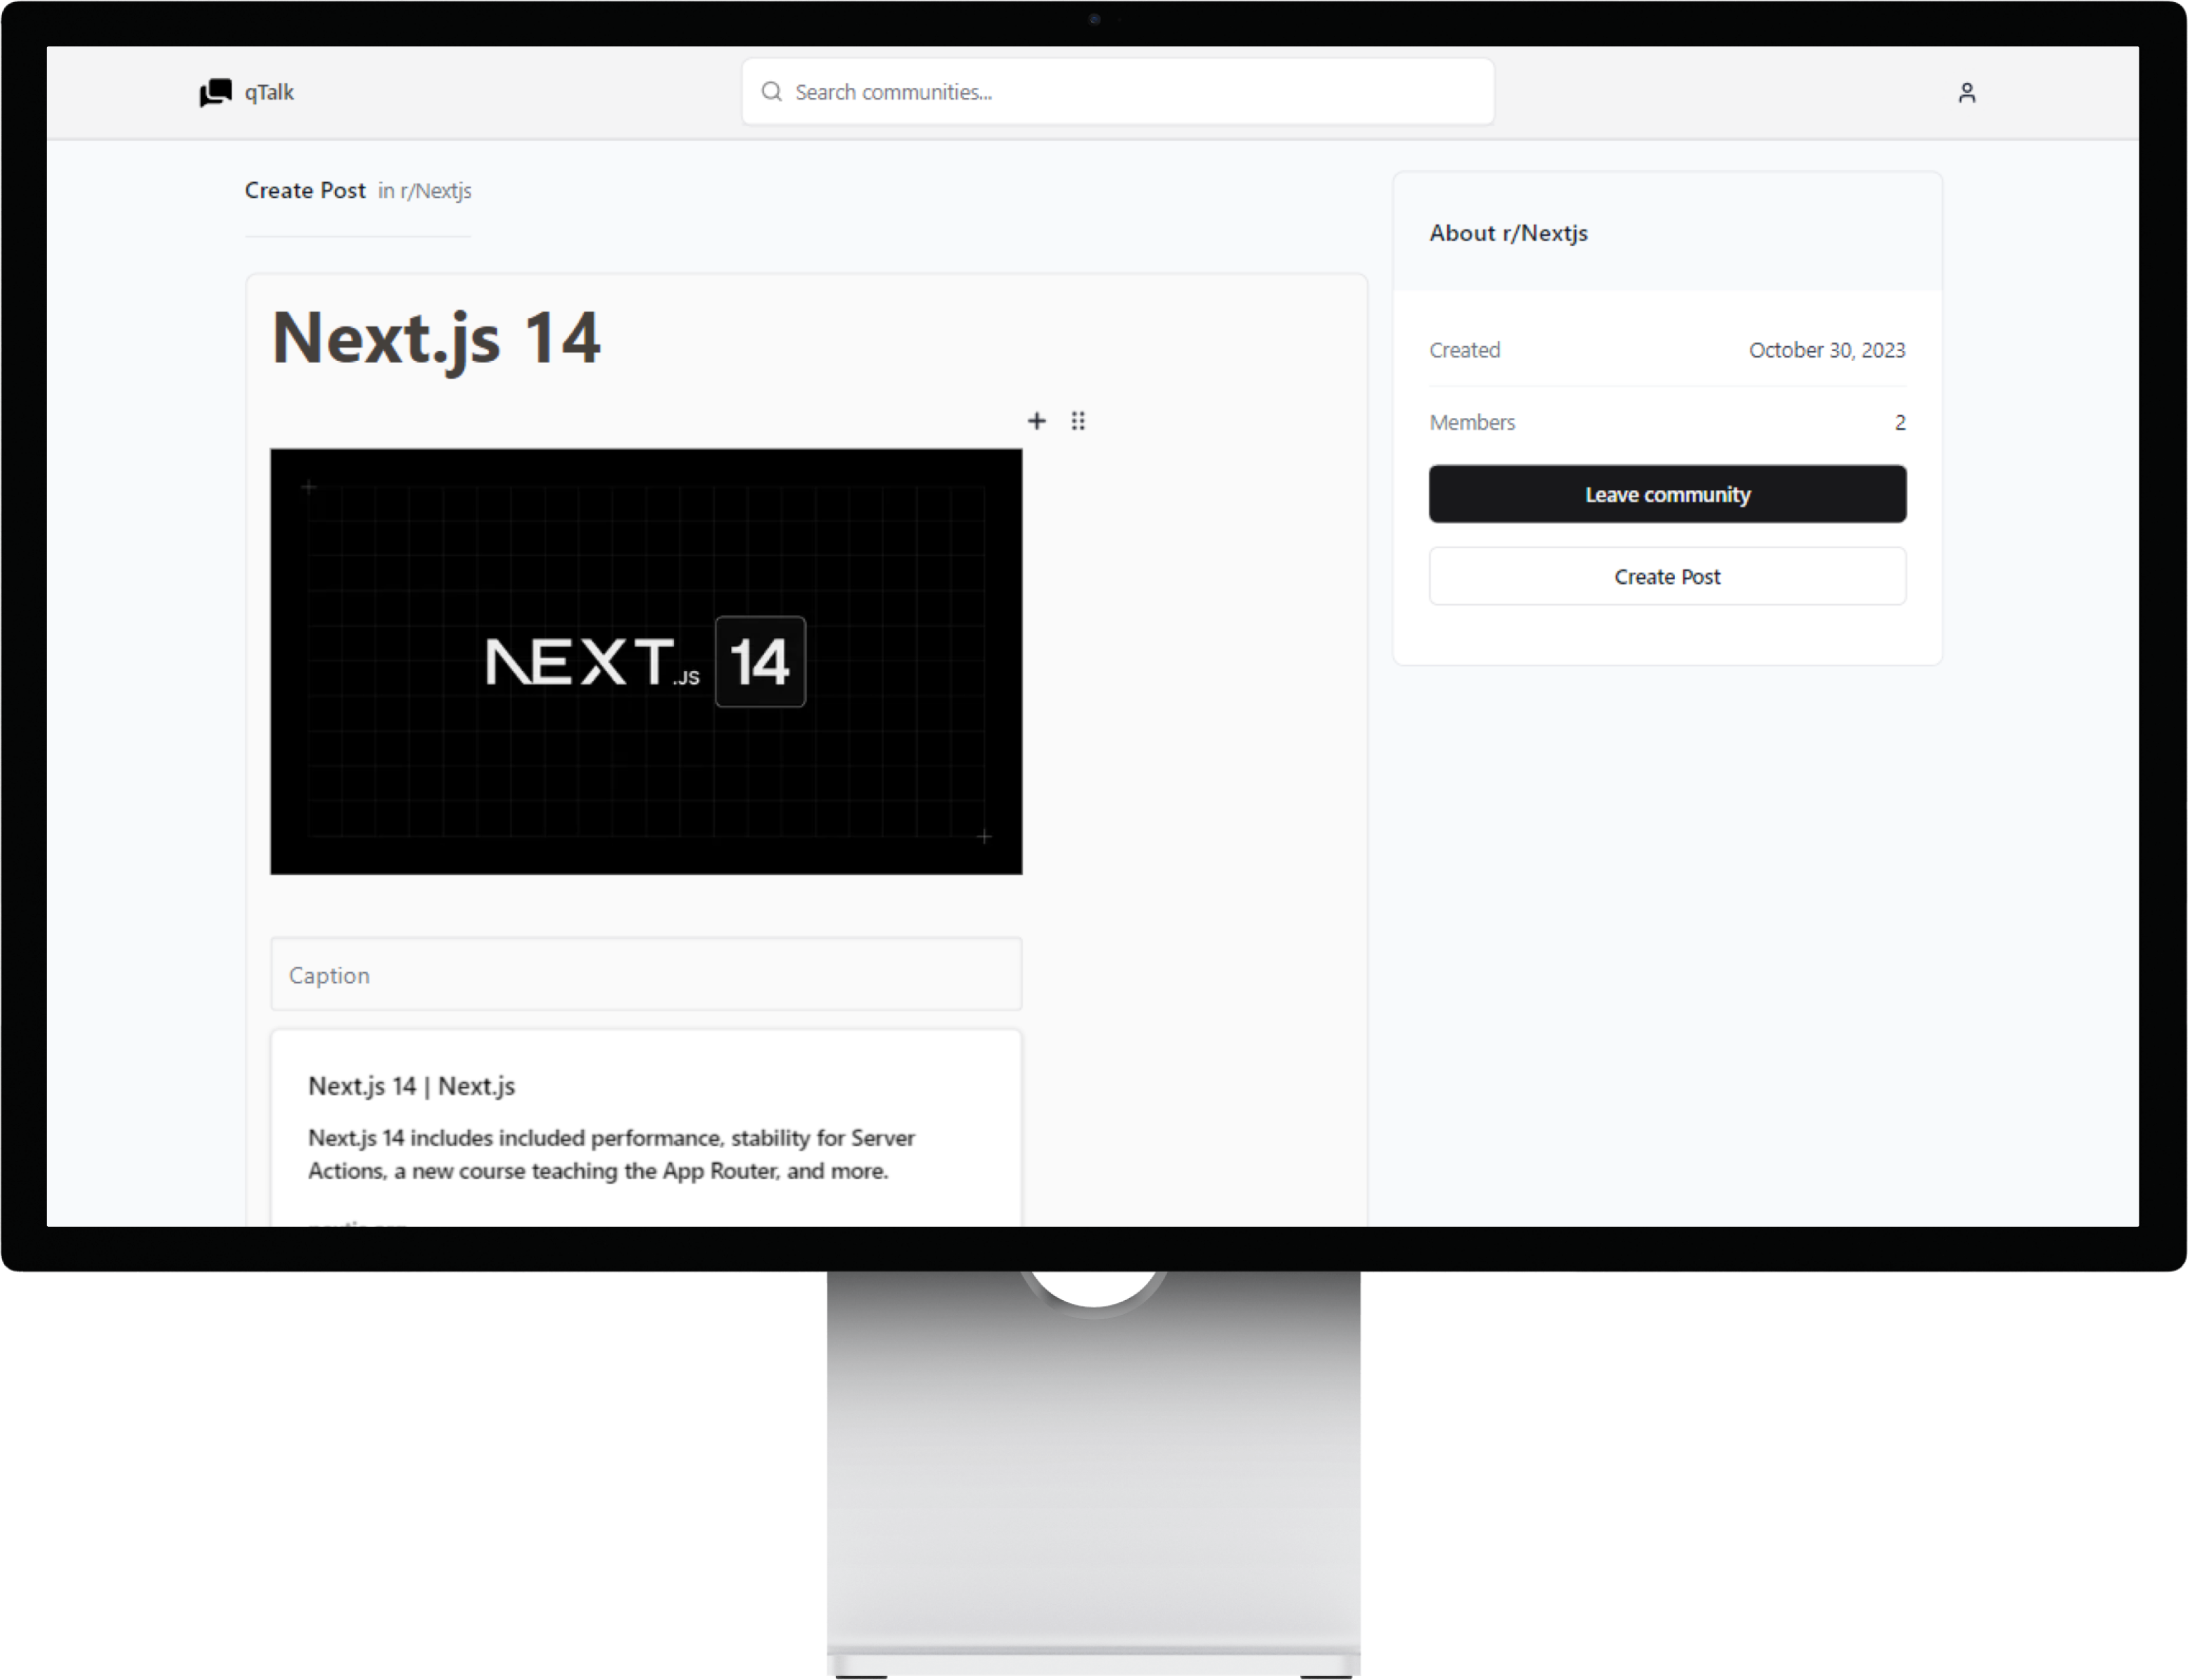 qTalk
Search communities...
Create Post in r/Nextjs
Next.js 14
NEXT.JS 14
Caption
Next.js 14 | Next.js
Next.js 14 includes included performance, stability for Server
Actions, a new course teaching the App Router, and more.
About r/Nextjs
Created October 30, 2023
Members 2
Leave community
Create Post